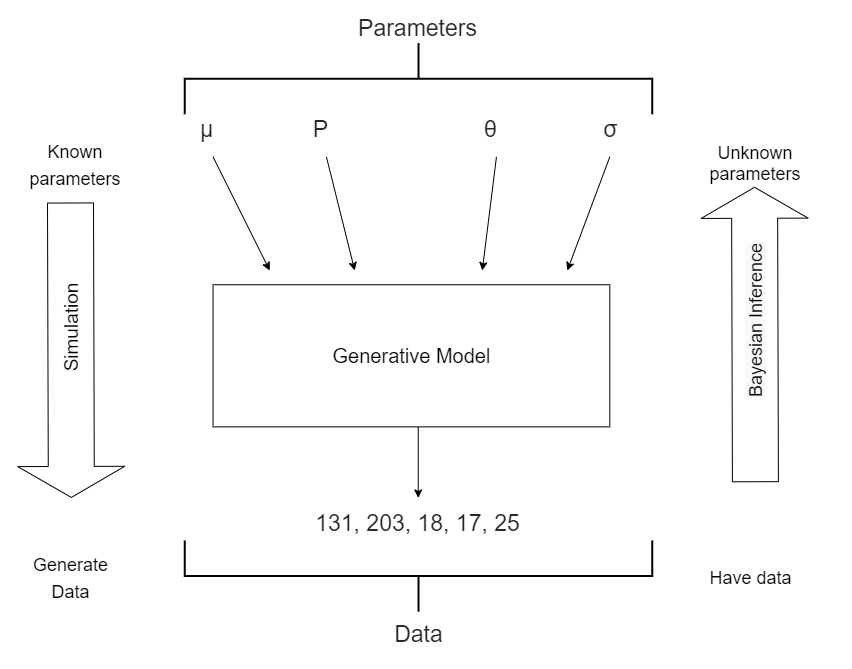 Parameters
μ P θ σ
Known
parameters
Unknown
parameters
Simulation
Generative Model
Bayesian Inference
131, 203, 18, 17, 25
Generate
Data
Have data
Data